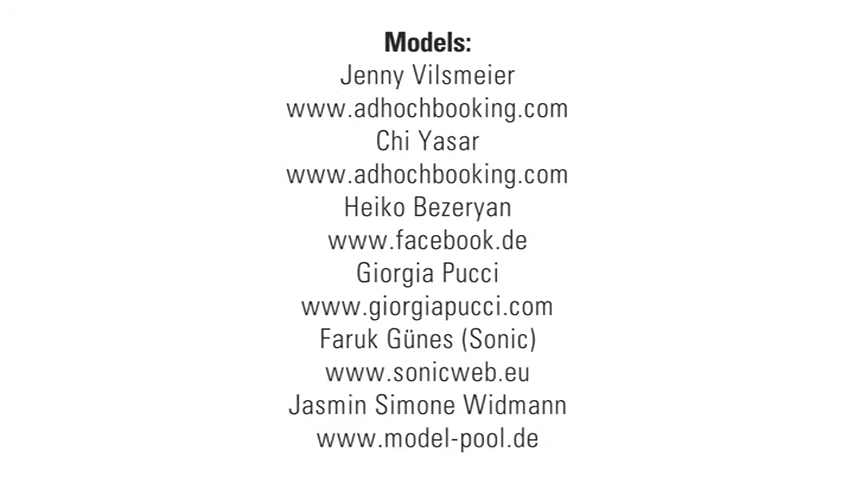 Models:
Jenny Vilsmeier
www.adhochbooking.com
Chi Yasar
www.adhochbooking.com
Heiko Bezeryan
www.facebook.de
Giorgia Pucci
www.giorgiapucci.com
Faruk Günes (Sonic)
www.sonicweb.eu
Jasmin Simone Widmann
www.model-pool.de